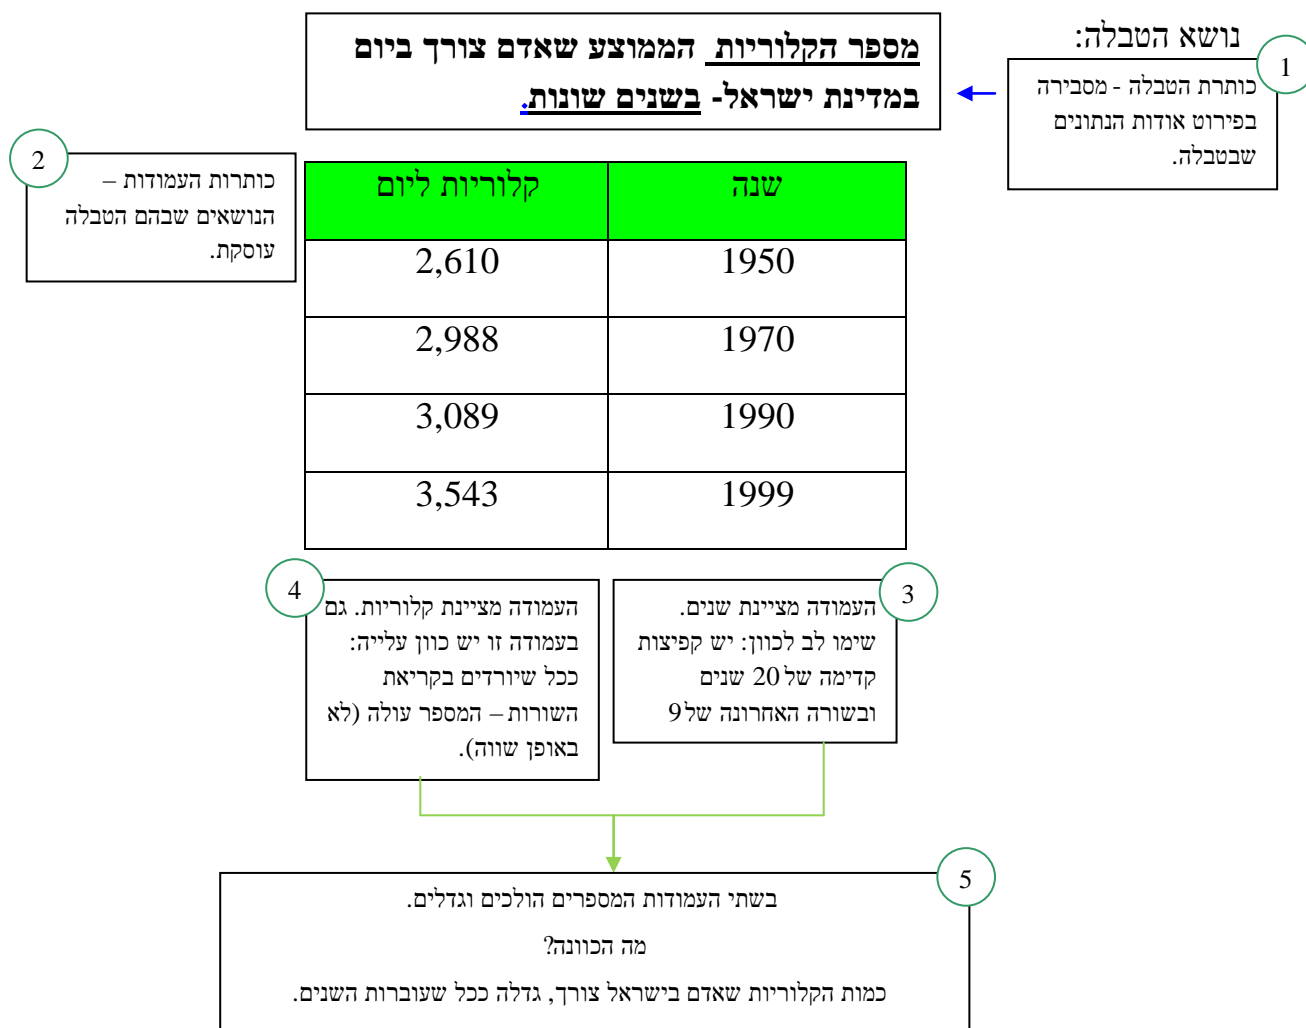 נושא הטבלה:
1
כותרת הטבלה - מסבירה
בפירוט אודות הנתונים
שבטבלה.
מספר הקלוריות הממוצע שאדם צורך ביום
במדינת ישראל- בשנים שונות.
2
כותרות העמודות –
הנושאים שבהם הטבלה
עוסקת.
שנה קלוריות ליום
1950 2,610
1970 2,988
1990 3,089
1999 3,543
3
העמודה מציינת שנים.
שימו לב לכוון: יש קפיצות
קדימה של 20 שנים
ובשורה האחרונה של 9
4
העמודה מציינת קלוריות. גם
בעמודה זו יש כוון עלייה:
ככל שיורדים בקריאת
השורות – המספר עולה (לא
באופן שווה).
5
בשתי העמודות המספרים הולכים וגדלים.
מה הכוונה?
כמות הקלוריות שאדם בישראל צורך, גדלה ככל שעוברות השנים.